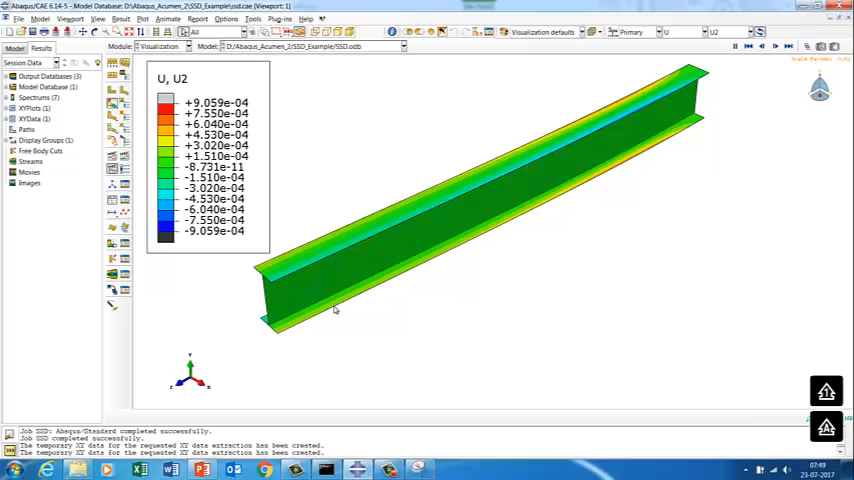 Abaqus/CAE 6.14-5 - Model Database: D:\Abaqus_Acumen_2\SSD_Example\ssd.cae [Viewport: 1]
File Model Viewport View Result Plot Animate Report Options Tools Plug-ins Help
All
Primary U U2
Visualization defaults
Model Results
Module: Visualization Model: D:/Abaqus_Acumen_2/SSD_Example/SSD.odb
Session Data
Output Databases (3)
Model Database (1)
Spectrums (7)
XYPlots (1)
XYData (1)
Paths
Display Groups (1)
Free Body Cuts
Streams
Movies
Images
U, U2
+9.059e-04
+7.550e-04
+6.040e-04
+4.530e-04
+3.020e-04
+1.510e-04
-8.731e-11
-1.510e-04
-3.020e-04
-4.530e-04
-6.040e-04
-7.550e-04
-9.059e-04
Y
Z
X
Job SSD: Abaqus/Standard completed successfully.
Job SSD completed successfully.
The temporary XY data for the requested XY data extraction has been created.
The temporary XY data for the requested XY data extraction has been created.
07:49
23-07-2017